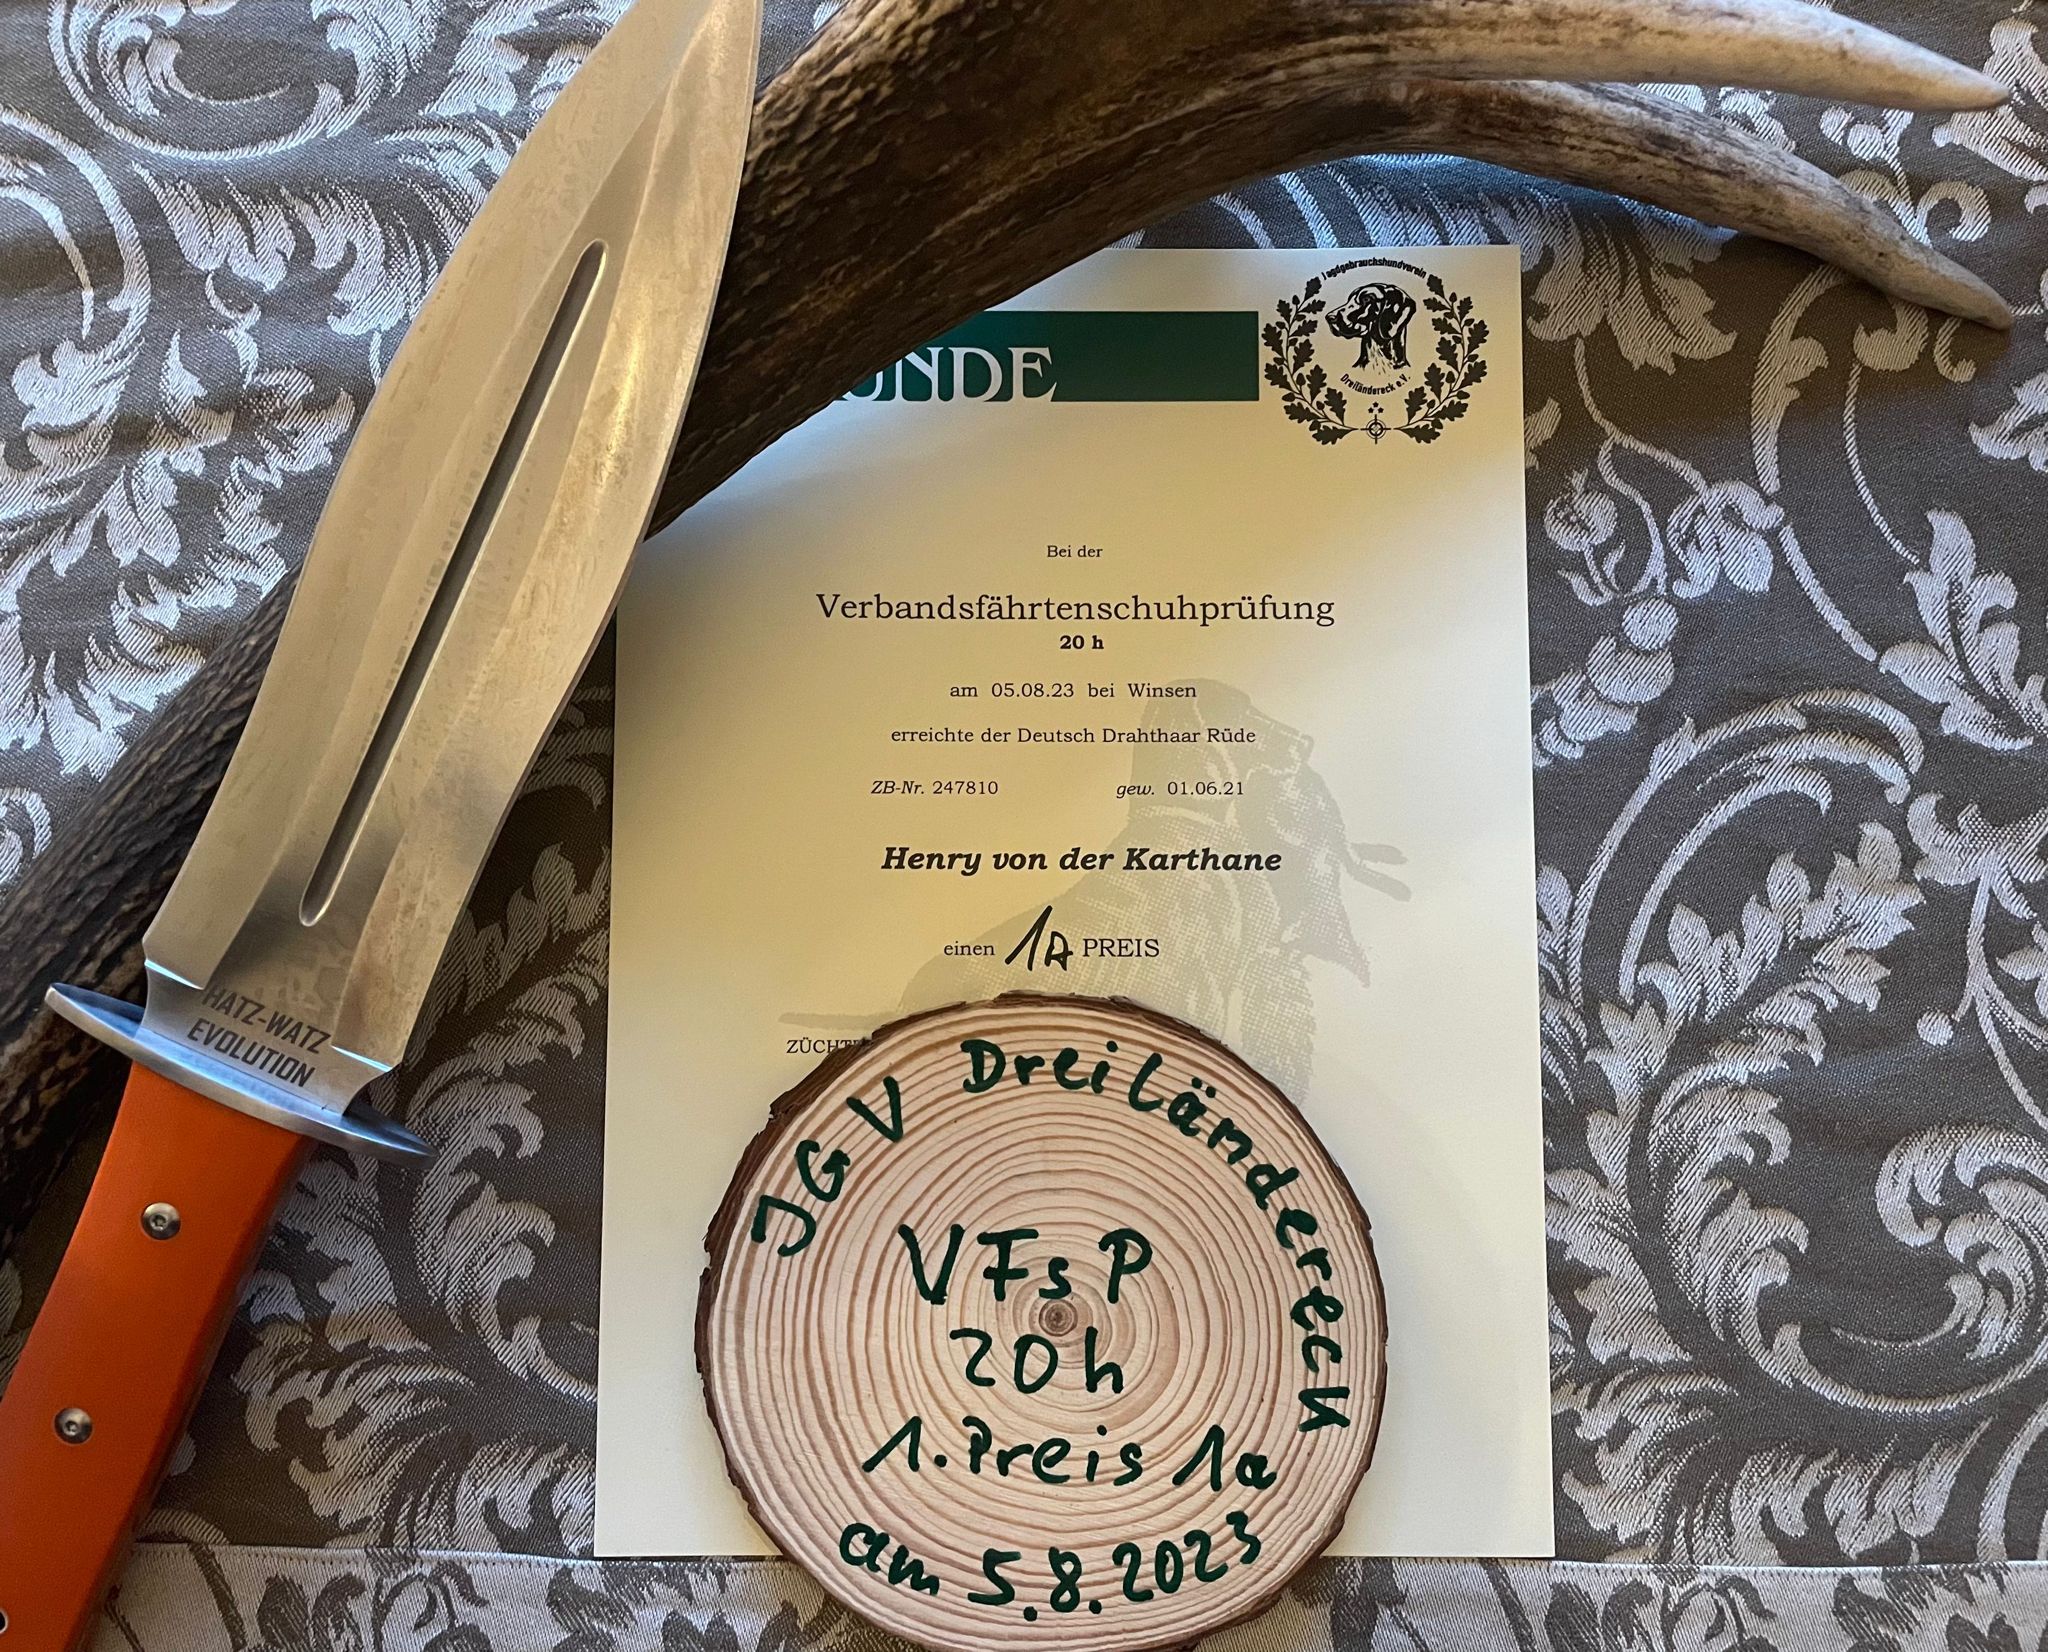 UNDE
Jagdgebrauchshundverein
Dreiländereck e.V.
Bei der
Verbandsfährtenschuhprüfung
20 h
am 05.08.23 bei Winsen
erreichte der Deutsch Drahthaar Rüde
ZB-Nr. 247810 gew. 01.06.21
Henry von der Karthane
einen 1A PREIS
ZÜCHT
HATZ-WATZ
EVOLUTION
JGV Dreiländereck
VFsP
20h
1. Preis 1a
am 5.8.2023